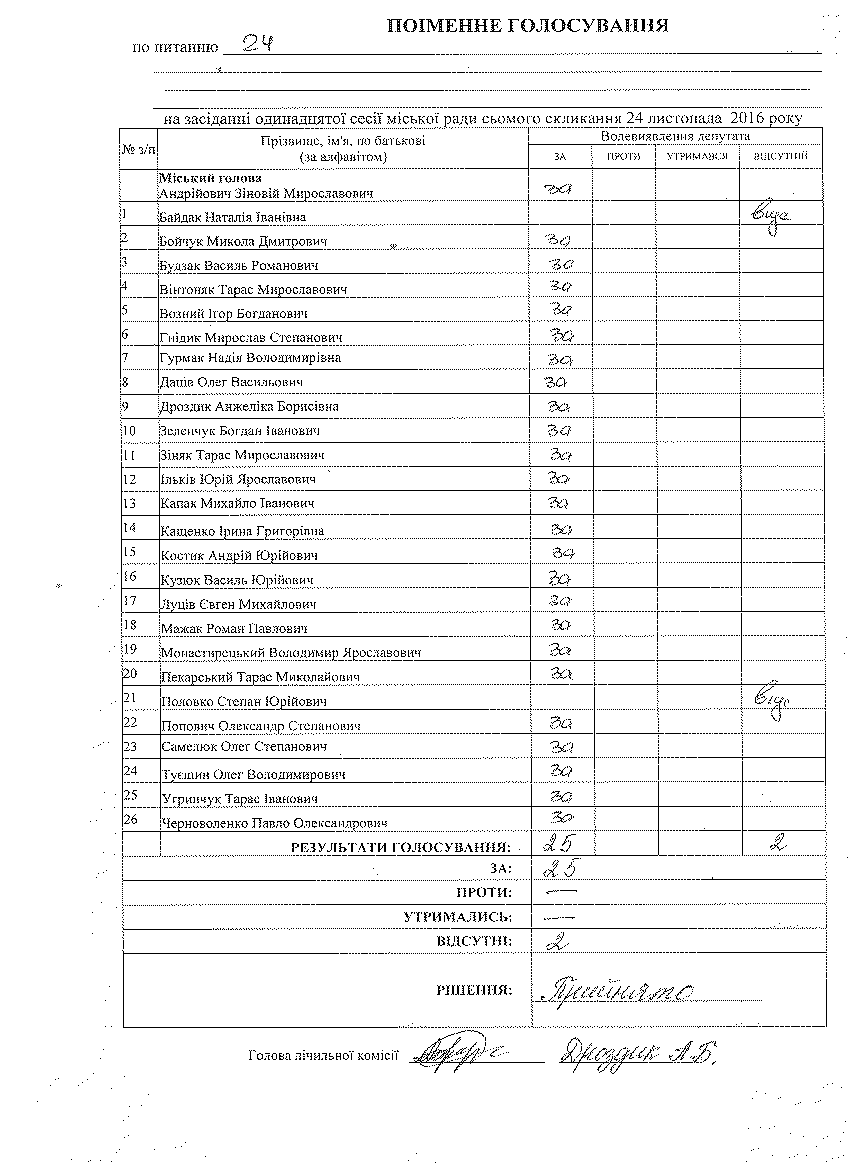 ПОІМЕННЕ ГОЛОСУВАННЯ
по питанню 24
на засіданні одинадцятої сесії міської ради сьомого скликання 24 листопада 2016 року
№ з/п Прізвище, ім'я, по батькові (за алфавітом) Волевиявлення депутата
ЗА ПРОТИ УТРИМАВСЯ ВІДСУТНІЙ
Міський голова
Андрійович Зіновій Мирославович за
1 Байдак Наталія Іванівна відс
2 Бойчук Микола Дмитрович за
3 Будзак Василь Романович за
4 Вінтоняк Тарас Мирославович за
5 Возний Ігор Богданович за
6 Гнідик Мирослав Степанович за
7 Гурмак Надія Володимирівна за
8 Даців Олег Васильович за
9 Дроздик Анжеліка Борисівна за
10 Зеленчук Богдан Іванович за
11 Зіняк Тарас Мирославович за
12 Ільків Юрій Ярославович за
13 Капак Михайло Іванович за
14 Кащенко Ірина Григорівна за
15 Костик Андрій Юрійович за
16 Кузюк Василь Юрійович за
17 Луців Євген Михайлович за
18 Мажак Роман Павлович за
19 Монастирецький Володимир Ярославович за
20 Пекарський Тарас Миколайович за
21 Половко Степан Юрійович відс
22 Попович Олександр Степанович за
23 Самелюк Олег Степанович за
24 Туєшин Олег Володимирович за
25 Угринчук Тарас Іванович за
26 Черноволенко Павло Олександрович за
РЕЗУЛЬТАТИ ГОЛОСУВАННЯ: 25 2
ЗА: 25
ПРОТИ: —
УТРИМАЛИСЬ: —
ВІДСУТНІ: 2
РІШЕННЯ: Прийнято
Голова лічильної комісії Дроздик А.Б.